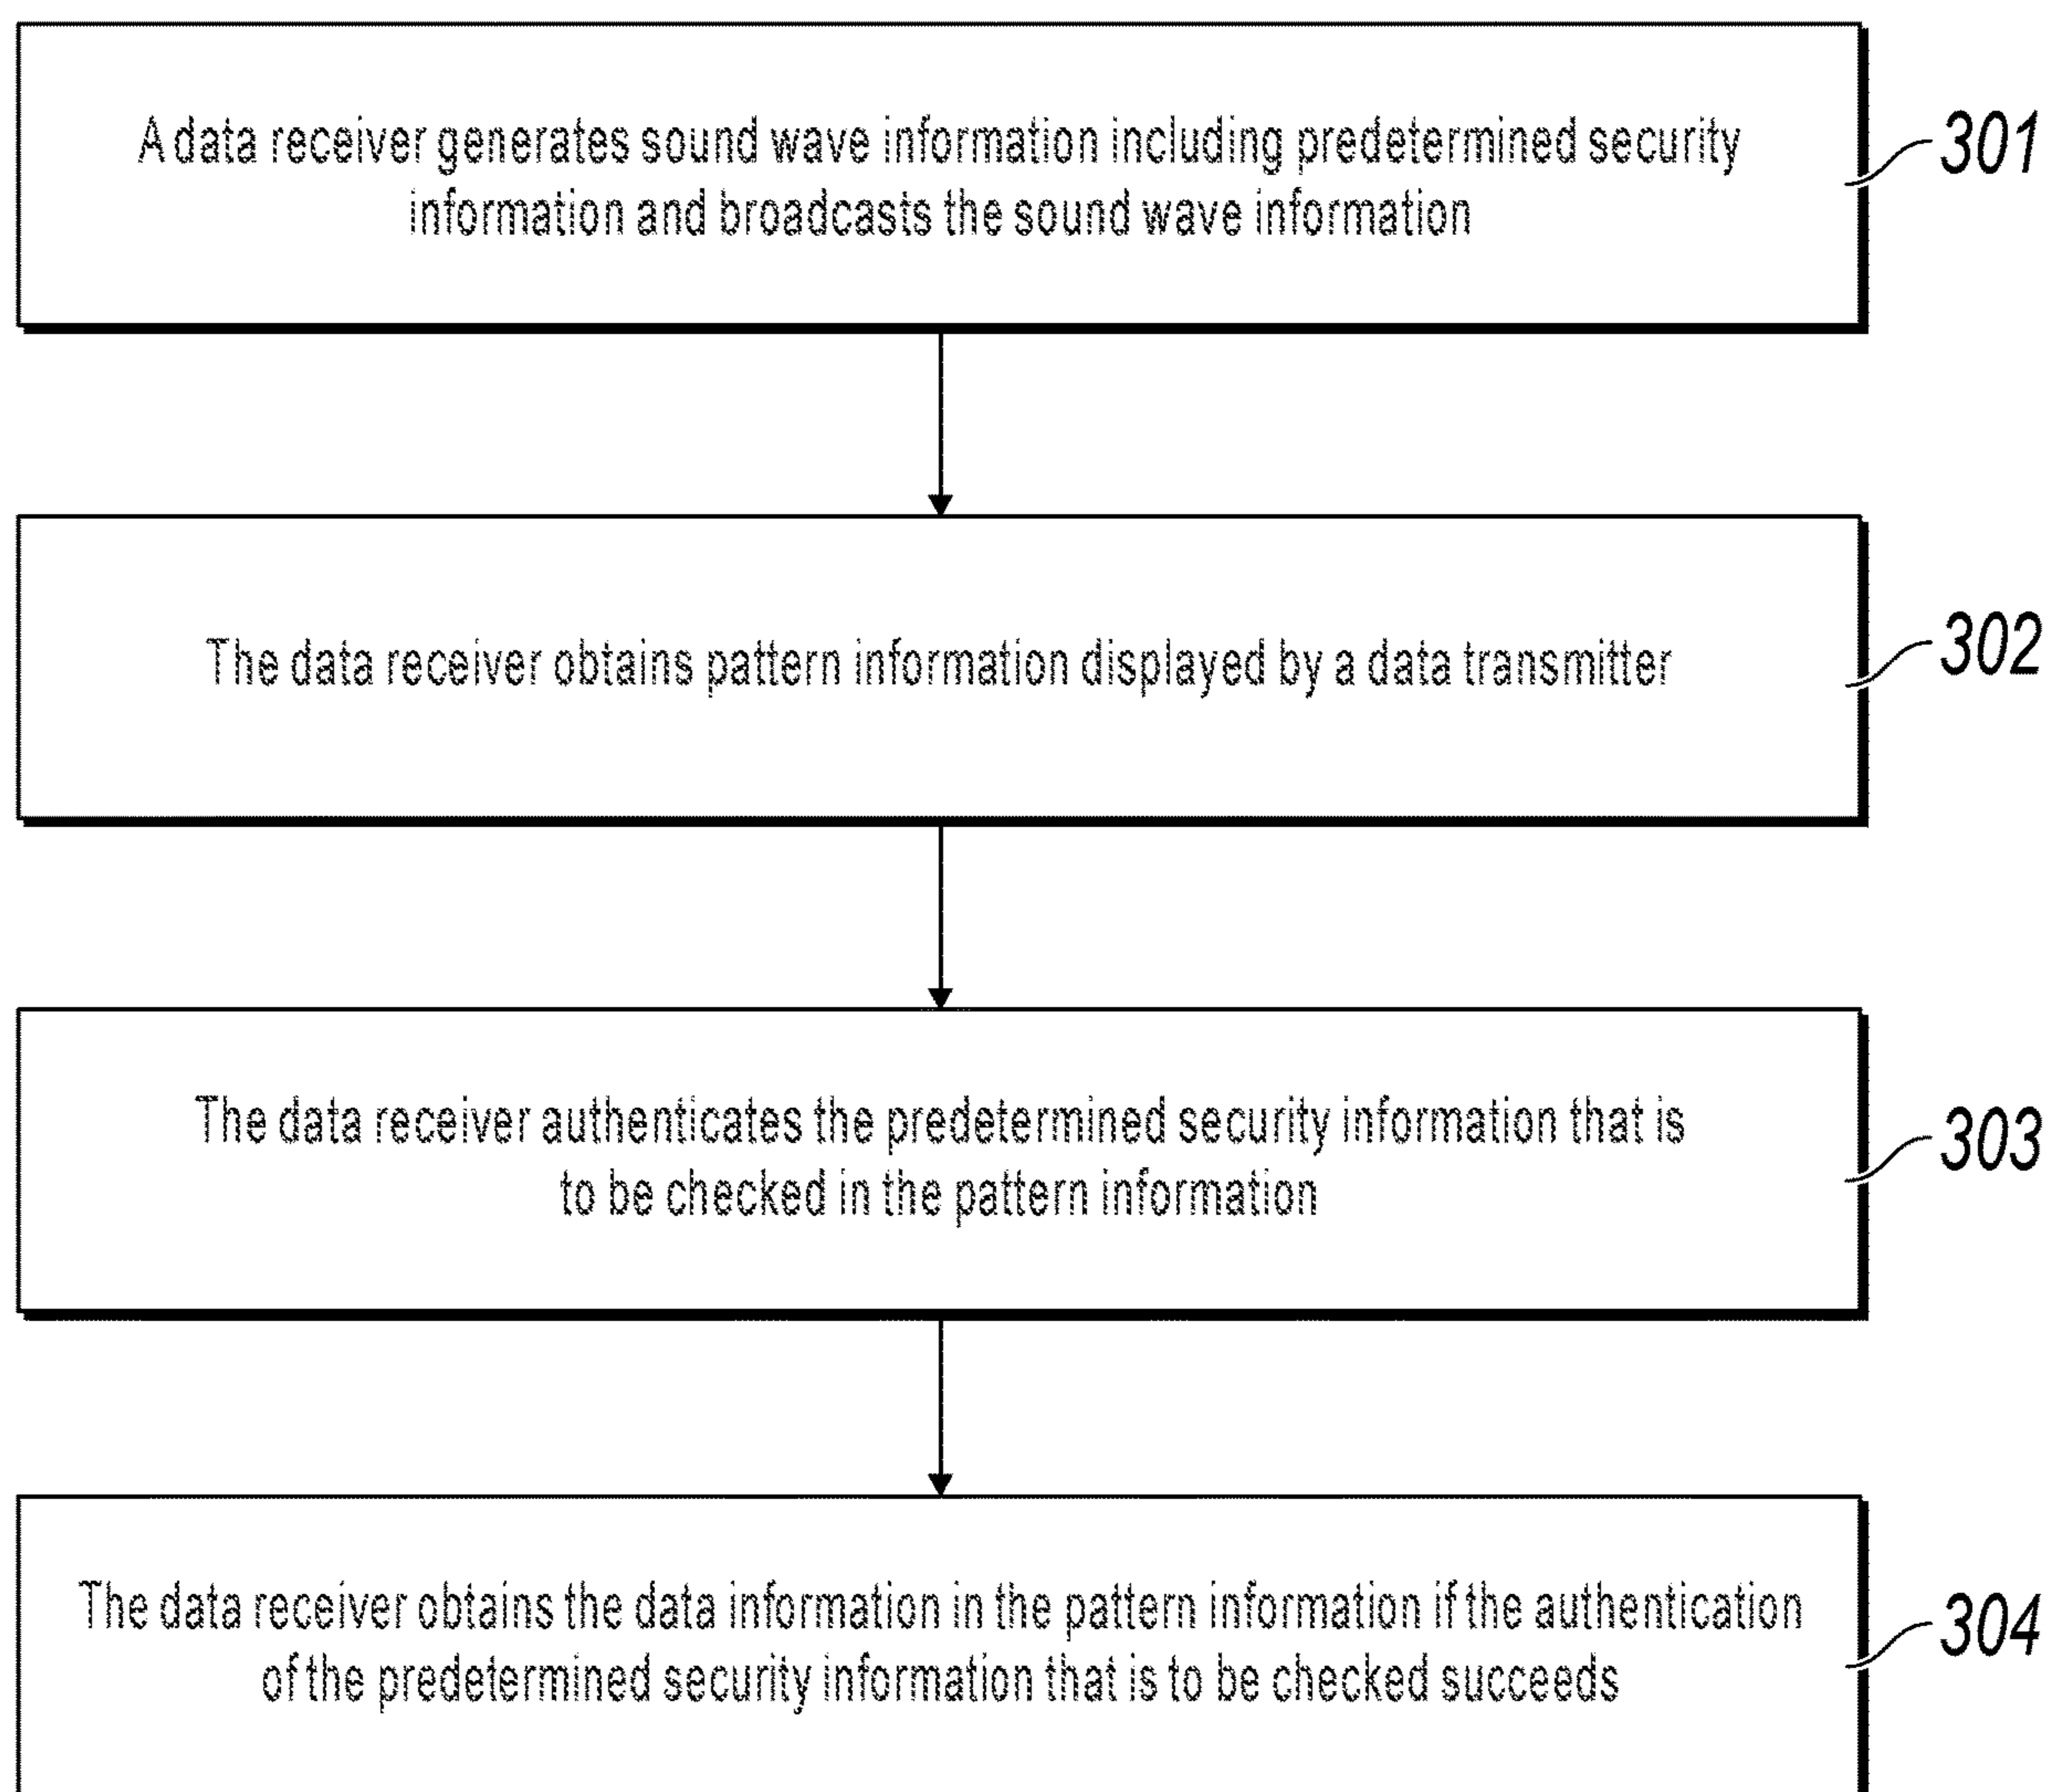 A data receiver generates sound wave information including predetermined security
information and broadcasts the sound wave information
301
The data receiver obtains pattern information displayed by a data transmitter
302
The data receiver authenticates the predetermined security information that is
to be checked in the pattern information
303
The data receiver obtains the data information in the pattern information if the authentication
of the predetermined security information that is to be checked succeeds
304